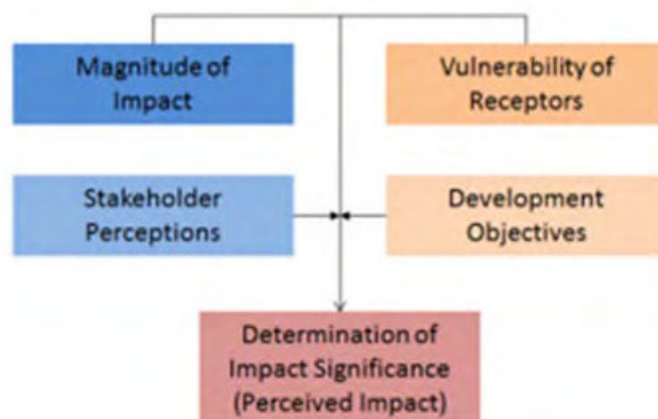 Magnitude of
Impact
Vulnerability of
Receptors
Stakeholder
Perceptions
Development
Objectives
Determination of
Impact Significance
(Perceived Impact)